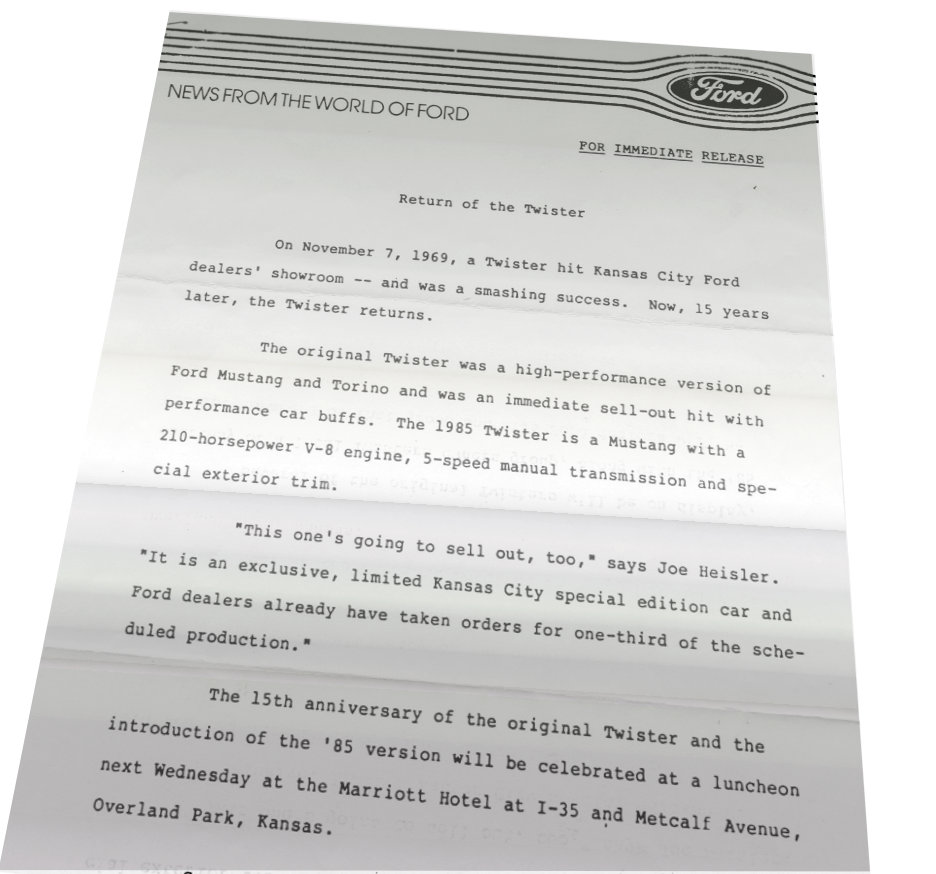 Ford
NEWS FROM THE WORLD OF FORD
FOR IMMEDIATE RELEASE
Return of the Twister
On November 7, 1969, a Twister hit Kansas City Ford
dealers' showroom -- and was a smashing success. Now, 15 years
later, the Twister returns.
The original Twister was a high-performance version of
Ford Mustang and Torino and was an immediate sell-out hit with
performance car buffs. The 1985 Twister is a Mustang with a
210-horsepower V-8 engine, 5-speed manual transmission and spe-
cial exterior trim.
"This one's going to sell out, too," says Joe Heisler.
"It is an exclusive, limited Kansas City special edition car and
Ford dealers already have taken orders for one-third of the sche-
duled production."
The 15th anniversary of the original Twister and the
introduction of the '85 version will be celebrated at a luncheon
next Wednesday at the Marriott Hotel at I-35 and Metcalf Avenue,
Overland Park, Kansas.